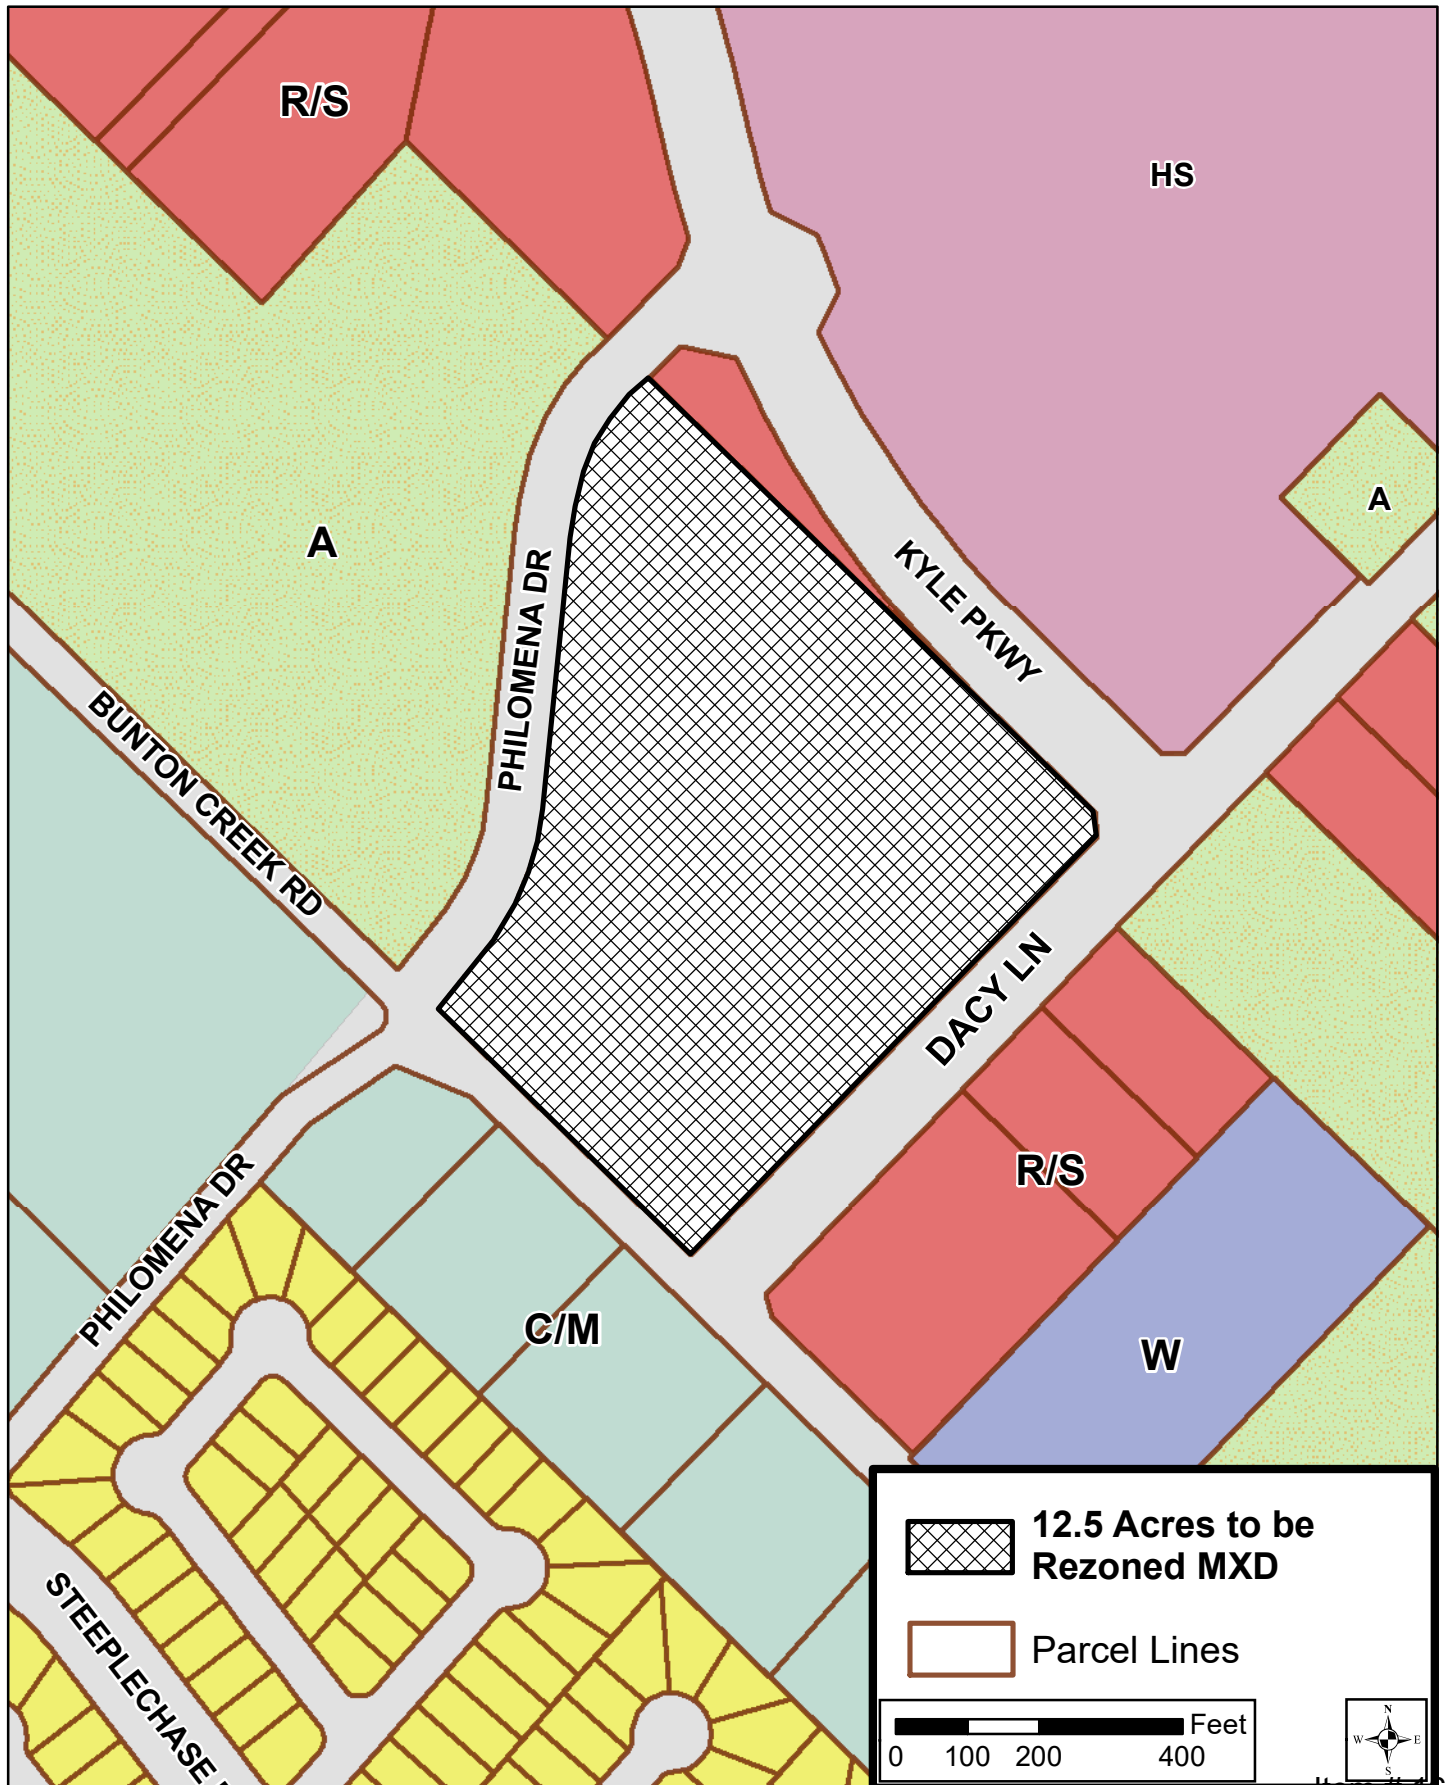 R/S
HS
A
A
PHILOMENA DR
KYLE PKWY
BUNTON CREEK RD
DACY LN
R/S
PHILOMENA DR
C/M
W
STEEPLECHASE
12.5 Acres to be
Rezoned MXD
Parcel Lines
Feet
0 100 200 400
N
W E
S